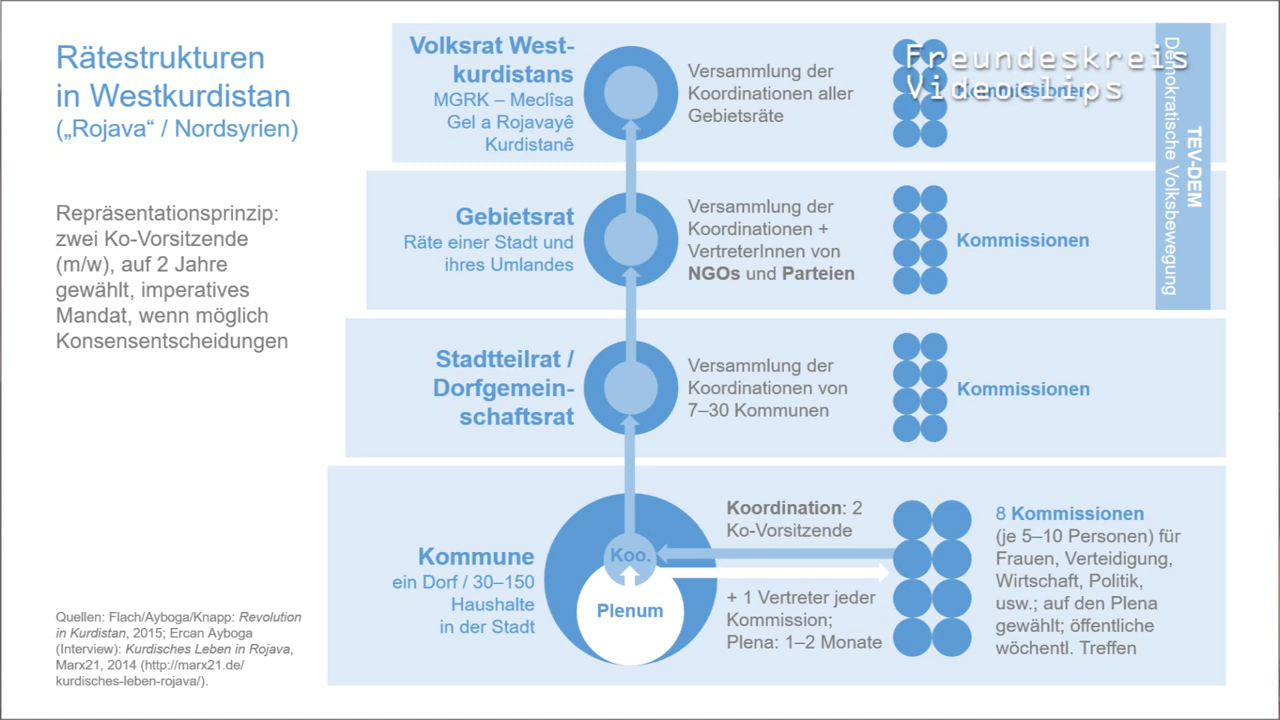 Rätestrukturen
in Westkurdistan
(„Rojava“ / Nordsyrien)
Repräsentationsprinzip:
zwei Ko-Vorsitzende
(m/w), auf 2 Jahre
gewählt, imperatives
Mandat, wenn möglich
Konsensentscheidungen
Quellen: Flach/Ayboga/Knapp: Revolution
in Kurdistan, 2015; Ercan Ayboga
(Interview): Kurdisches Leben in Rojava,
Marx21, 2014 (http://marx21.de/
kurdisches-leben-rojava/).
Volksrat West-
kurdistans
MGRK – Meclîsa
Gel a Rojavayê
Kurdistanê
Versammlung der
Koordinationen aller
Gebietsräte
Kommissionen
Freundeskreis
Videoclips
TEV-DEM
Demokratische Volksbewegung
Gebietsrat
Räte einer Stadt und
ihres Umlandes
Versammlung der
Koordinationen +
VertreterInnen von
NGOs und Parteien
Kommissionen
Stadtteilrat /
Dorfgemein-
schaftsrat
Versammlung der
Koordinationen von
7–30 Kommunen
Kommissionen
Kommune
ein Dorf / 30–150
Haushalte
in der Stadt
Koo.
Plenum
Koordination: 2
Ko-Vorsitzende
+ 1 Vertreter jeder
Kommission;
Plena: 1–2 Monate
8 Kommissionen
(je 5–10 Personen) für
Frauen, Verteidigung,
Wirtschaft, Politik,
usw.; auf den Plena
gewählt; öffentliche
wöchentl. Treffen